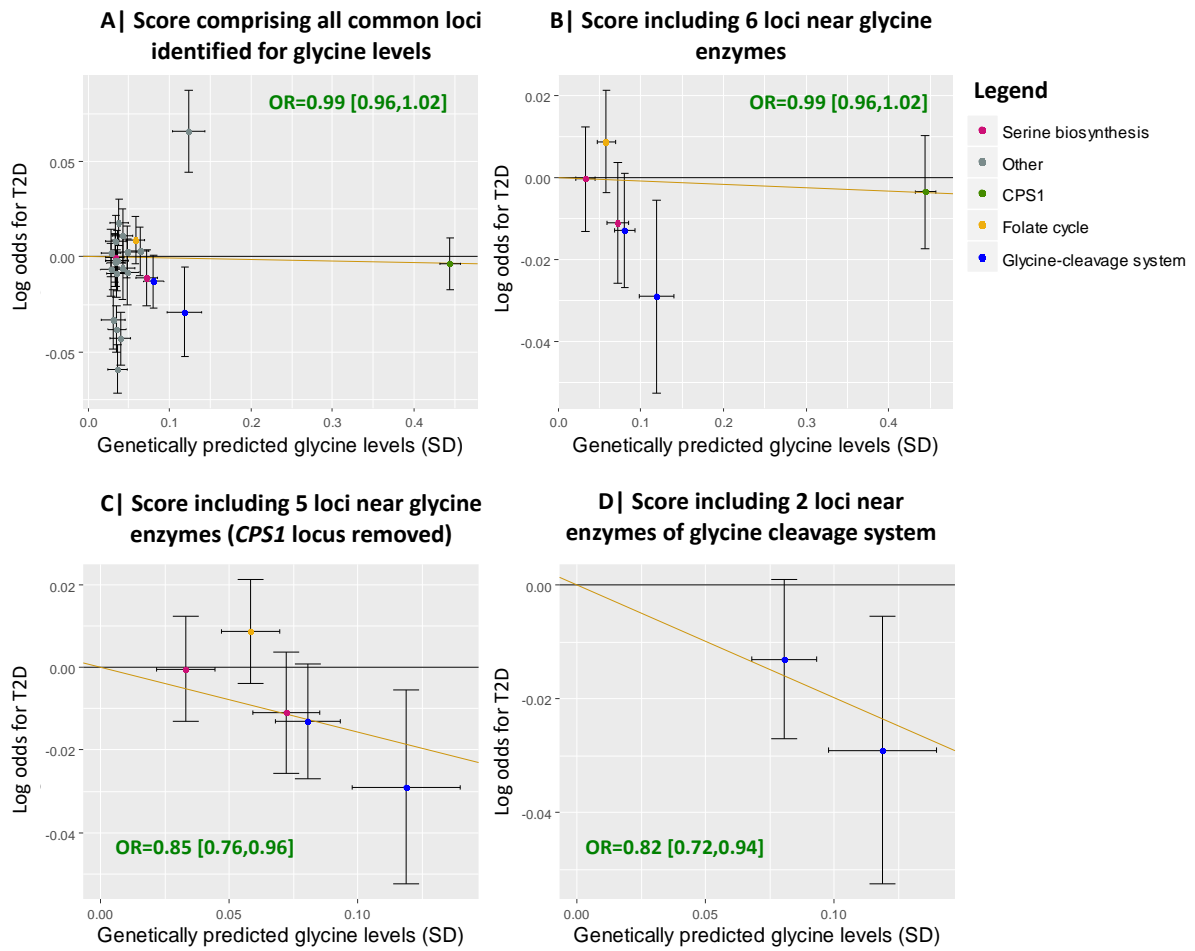 A| Score comprising all common loci
identified for glycine levels
OR=0.99 [0.96,1.02]
Log odds for T2D
0.05
0.00
-0.05
0.0 0.1 0.2 0.3 0.4
Genetically predicted glycine levels (SD)
B| Score including 6 loci near glycine
enzymes
OR=0.99 [0.96,1.02]
Log odds for T2D
0.02
0.00
-0.02
-0.04
0.0 0.1 0.2 0.3 0.4
Genetically predicted glycine levels (SD)
Legend
Serine biosynthesis
Other
CPS1
Folate cycle
Glycine-cleavage system
C| Score including 5 loci near glycine
enzymes (CPS1 locus removed)
Log odds for T2D
0.02
0.00
-0.02
-0.04
OR=0.85 [0.76,0.96]
0.00 0.05 0.10
Genetically predicted glycine levels (SD)
D| Score including 2 loci near
enzymes of glycine cleavage system
Log odds for T2D
0.00
-0.02
-0.04
OR=0.82 [0.72,0.94]
0.00 0.05 0.10
Genetically predicted glycine levels (SD)